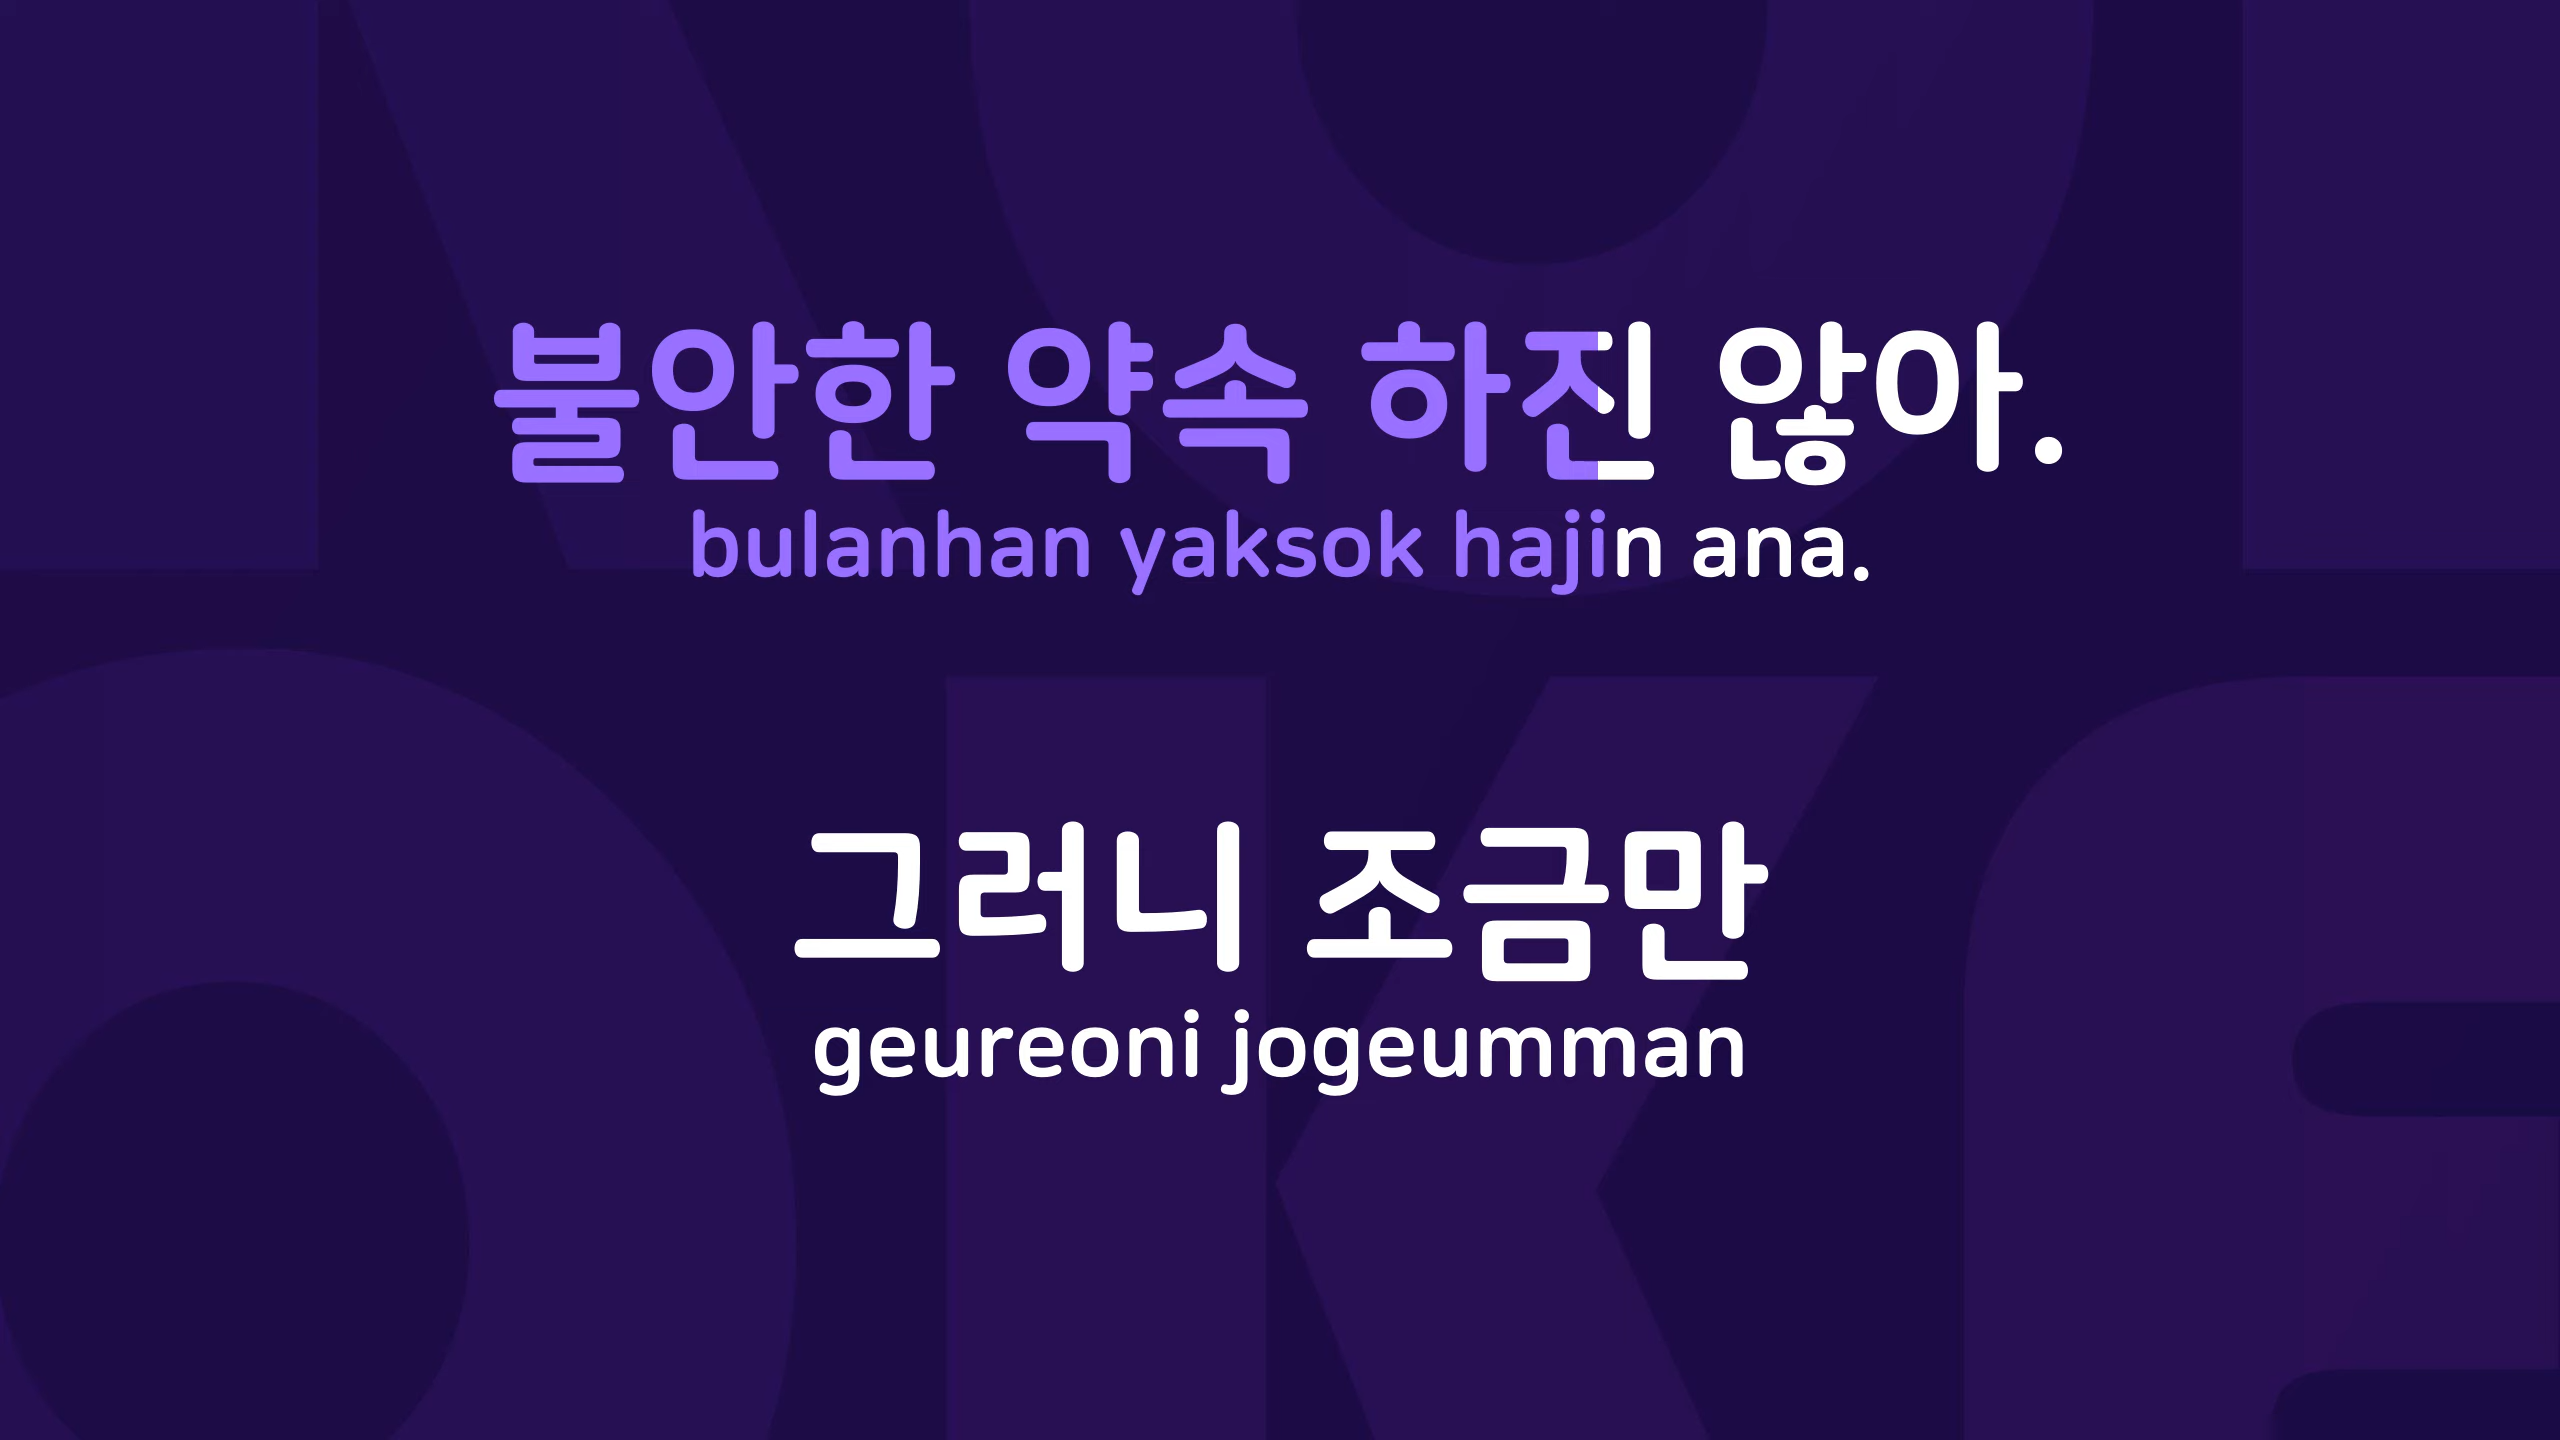 불안한 약속 하진 않아.
bulanhan yaksok hajin ana.
그러니 조금만
geureoni jogeumman